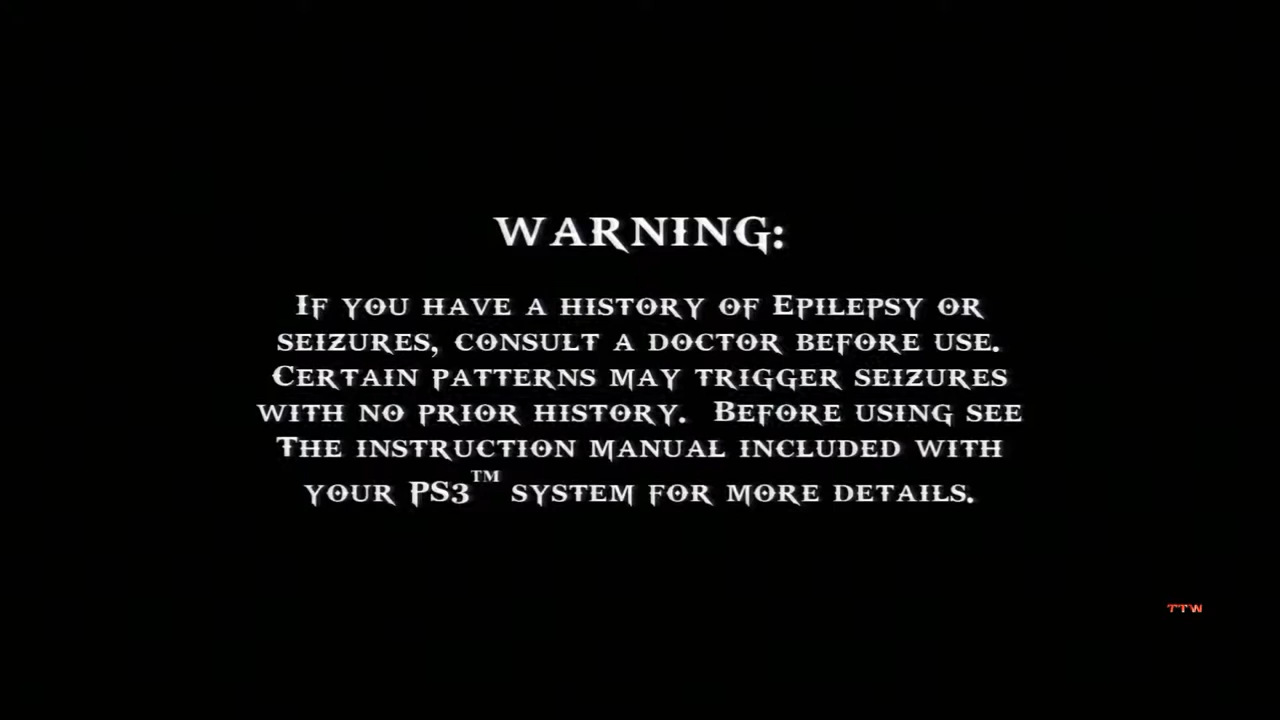 WARNING:
If you have a history of Epilepsy or
seizures, consult a doctor before use.
Certain patterns may trigger seizures
with no prior history.  Before using see
The instruction manual included with
your PS3™ system for more details.
TTW